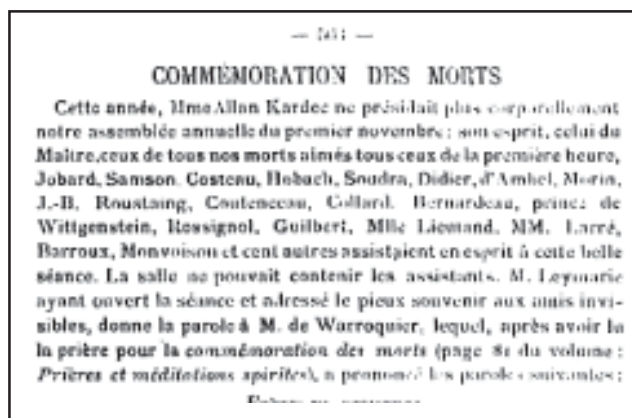 COMMÉMORATION DES MORTS
Cette année, Mme Allan Kardec ne présidait plus corporellement
notre assemblée annuelle du premier novembre; son esprit, celui du
Maître, ceux de tous nos morts aimés tous ceux de la première heure,
Jobard, Samson, Costeau, Hobach, Soudra, Didier, d'Ambel, Morin,
J.-B. Roustaing, Collard, Bernardeau, prince de
Wittgenstein, Rossignol, Guilbert, Mlle MM. Larré,
Barroux, Monvoison et cent autres assistaient en esprit à cette belle
séance. La salle ne pouvait contenir les assistants. M. Leymarie
ayant ouvert la séance et adressé le pieux souvenir aux amis invi-
sibles, donne la parole à M. de Warroquier, lequel, après avoir lu
la prière pour la commémoration des morts (page 81 du volume:
Prières et méditations spirites), a prononcé les paroles suivantes: